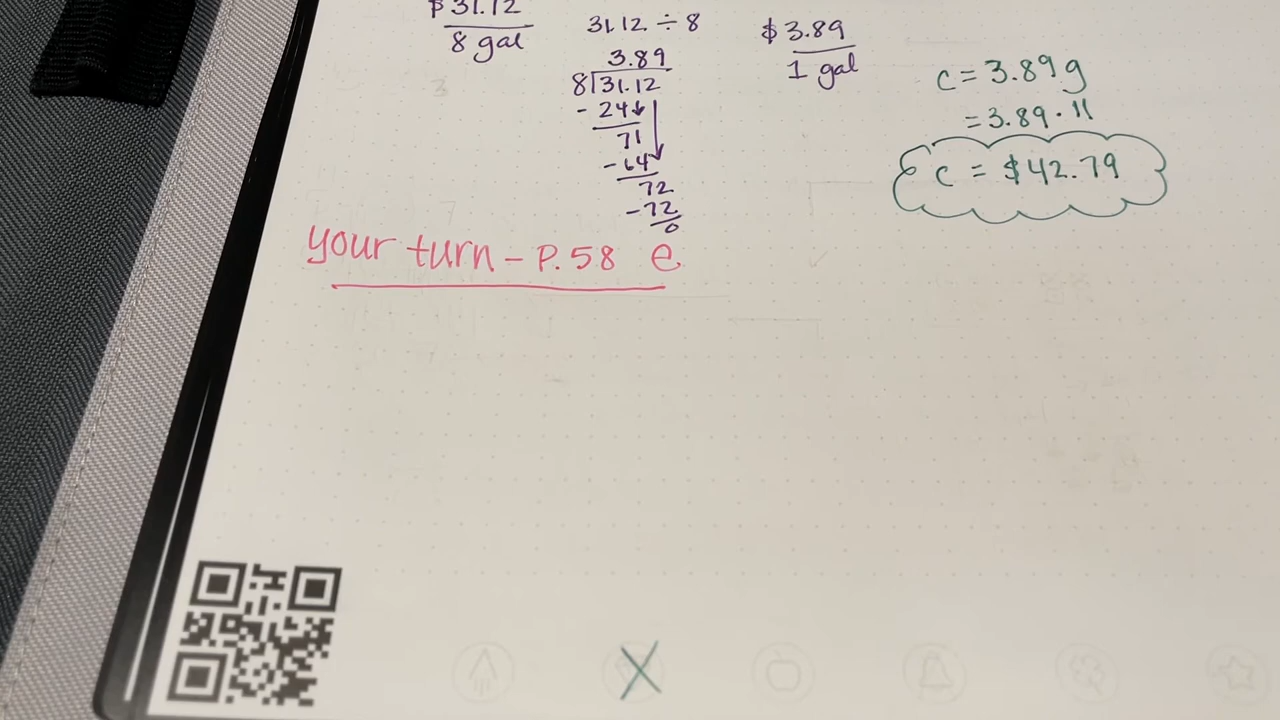 $31.12
8 gal
31.12 ÷ 8
3.89
8 31.12
- 24
71
- 64
72
- 72
0
$3.89
1 gal
c = 3.89g
= 3.89 · 11
c = $42.79
your turn - P. 58 e